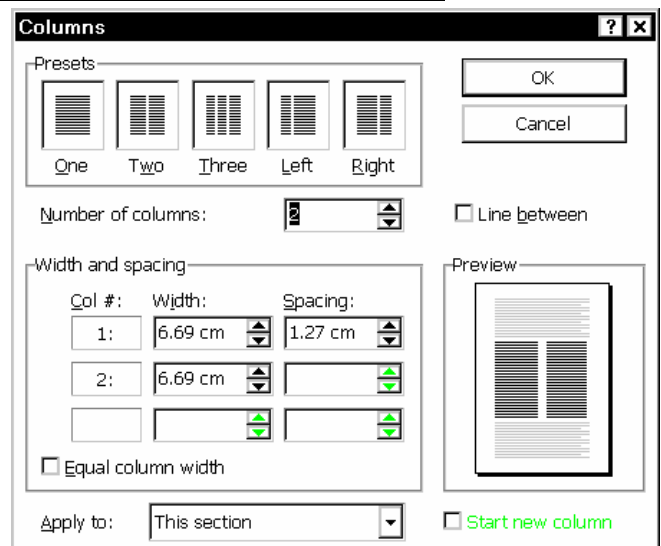 Columns
Presets
OK
Cancel
One Two Three Left Right
Number of columns: 2
Line between
Width and spacing
Preview
Col #: Width: Spacing:
1: 6.69 cm 1.27 cm
2: 6.69 cm
Equal column width
Apply to: This section
Start new column